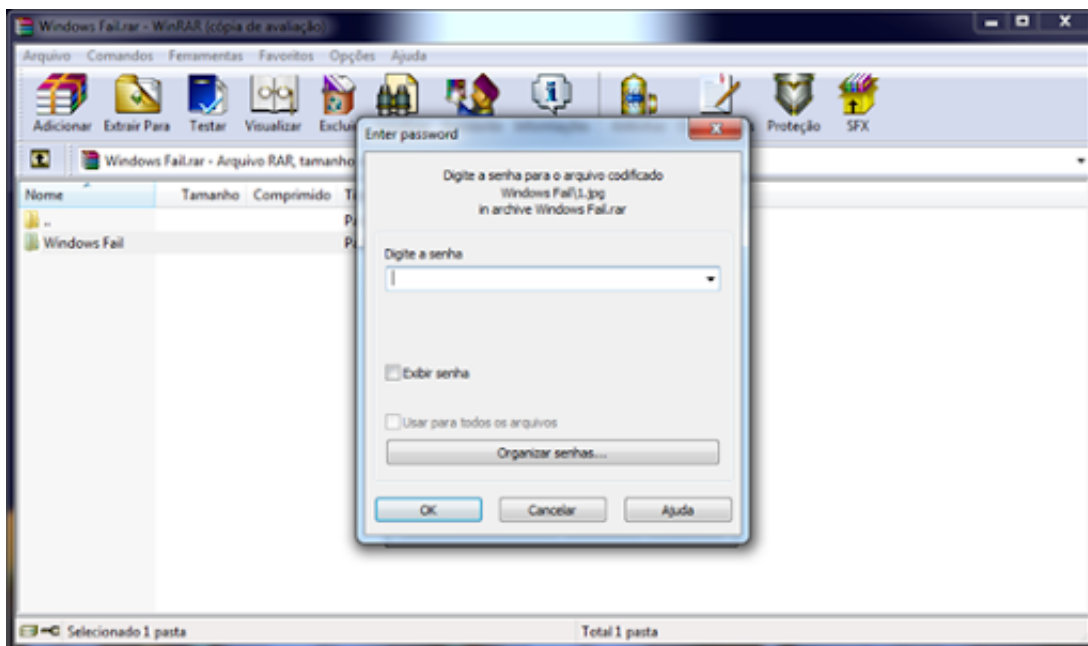 Windows Fail.rar - WinRAR (cópia de avaliação)
Arquivo Comandos Ferramentas Favoritos Opções Ajuda
Adicionar Extrair Para Testar Visualizar Proteção SFX
Windows Fail.rar - Arquivo RAR, tamanho
Nome Tamanho Comprimido
..
Windows Fail
Enter password
Digite a senha para o arquivo codificado
Windows Fail\1.jpg
in archive Windows Fail.rar
Digite a senha
Exibir senha
Usar para todos os arquivos
Organizar senhas...
OK Cancelar Ajuda
Selecionado 1 pasta Total 1 pasta